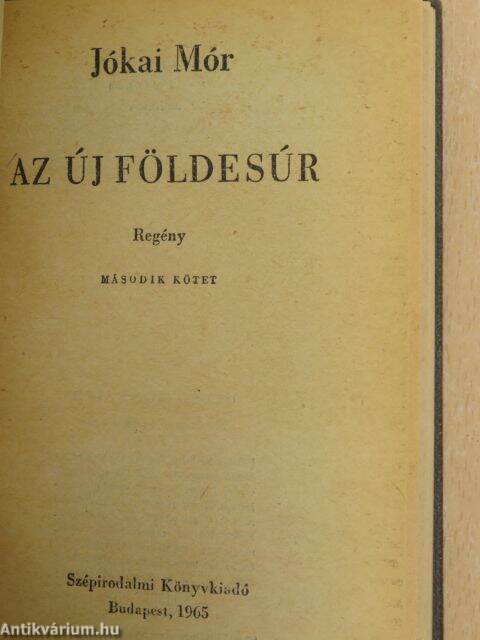 Jókai Mór
AZ ÚJ FÖLDESÚR
Regény
MÁSODIK KÖTET
Szépirodalmi Könyvkiadó
Budapest, 1965
Antikvárium.hu